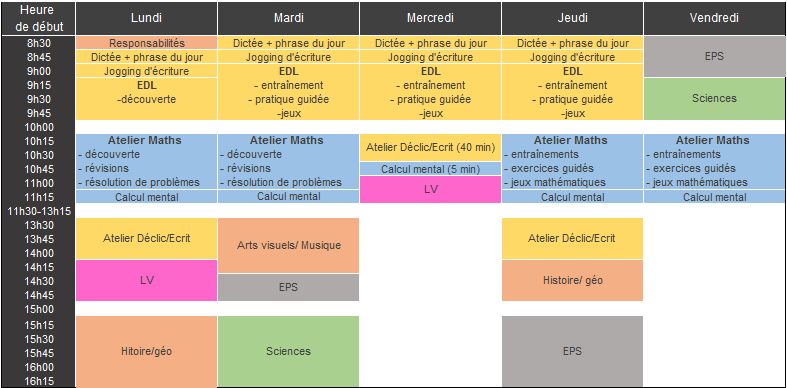 Heure de début Lundi Mardi Mercredi Jeudi Vendredi
8h30 Responsabilités Dictée + phrase du jour Dictée + phrase du jour Dictée + phrase du jour
8h45 Dictée + phrase du jour Jogging d'écriture Jogging d'écriture Jogging d'écriture EPS
9h00 Jogging d'écriture EDL EDL EDL
9h15 EDL - entraînement - entraînement - entraînement
9h30 -découverte - pratique guidée - pratique guidée - pratique guidée Sciences
9h45 -jeux -jeux -jeux
10h00
10h15 Atelier Maths Atelier Maths Atelier Déclic/Ecrit (40 min) Atelier Maths Atelier Maths
10h30 - découverte - découverte - entraînements - entraînements
10h45 - révisions - révisions Calcul mental (5 min) - exercices guidés - exercices guidés
11h00 - résolution de problèmes - résolution de problèmes LV - jeux mathématiques - jeux mathématiques
11h15 Calcul mental Calcul mental Calcul mental Calcul mental
11h30-13h15
13h30
13h45 Atelier Déclic/Ecrit Arts visuels/ Musique Atelier Déclic/Ecrit
14h00
14h15
14h30 LV EPS Histoire/ géo
14h45
15h00
15h15
15h30
15h45 Hitoire/géo Sciences EPS
16h00
16h15